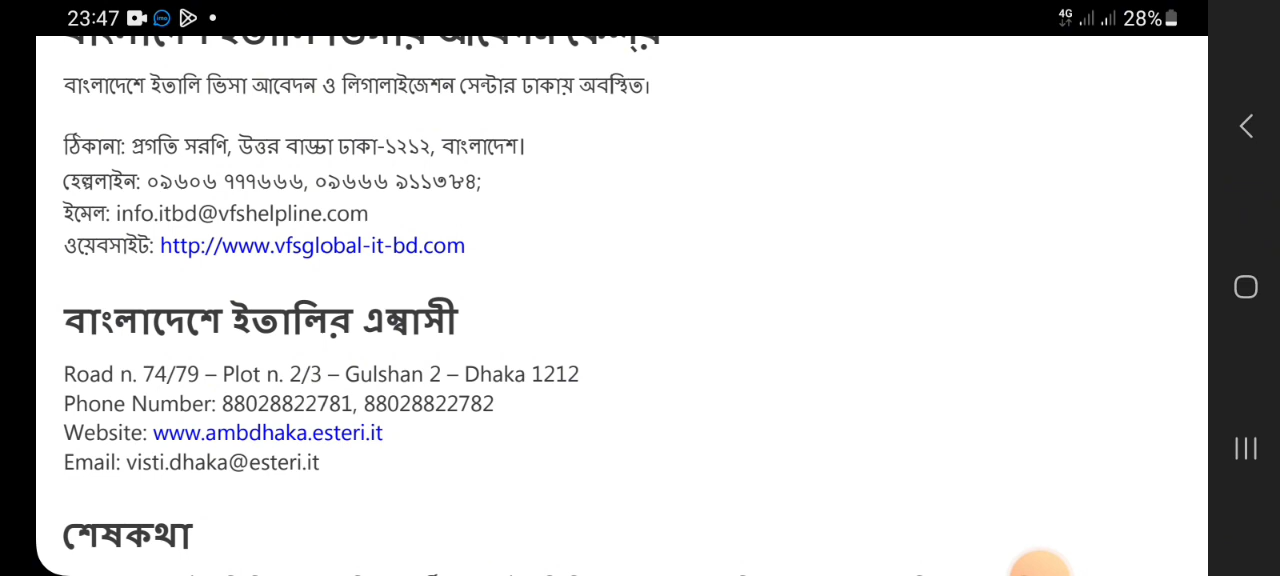 23:47
4G 28%
বাংলাদেশ ইতালি ভিসার আবেদন কেন্দ্র
বাংলাদেশে ইতালি ভিসা আবেদন ও লিগালাইজেশন সেন্টার ঢাকায় অবস্থিত।
ঠিকানা: প্রগতি সরণি, উত্তর বাড্ডা ঢাকা-১২১২, বাংলাদেশ।
হেল্পলাইন: ০৯৬০৬ ৭৭৭৬৬৬, ০৯৬৬৬ ৯১১৩৮৪;
ইমেল: info.itbd@vfshelpline.com
ওয়েবসাইট: http://www.vfsglobal-it-bd.com
বাংলাদেশে ইতালির এম্বাসী
Road n. 74/79 – Plot n. 2/3 – Gulshan 2 – Dhaka 1212
Phone Number: 88028822781, 88028822782
Website: www.ambdhaka.esteri.it
Email: visti.dhaka@esteri.it
শেষকথা